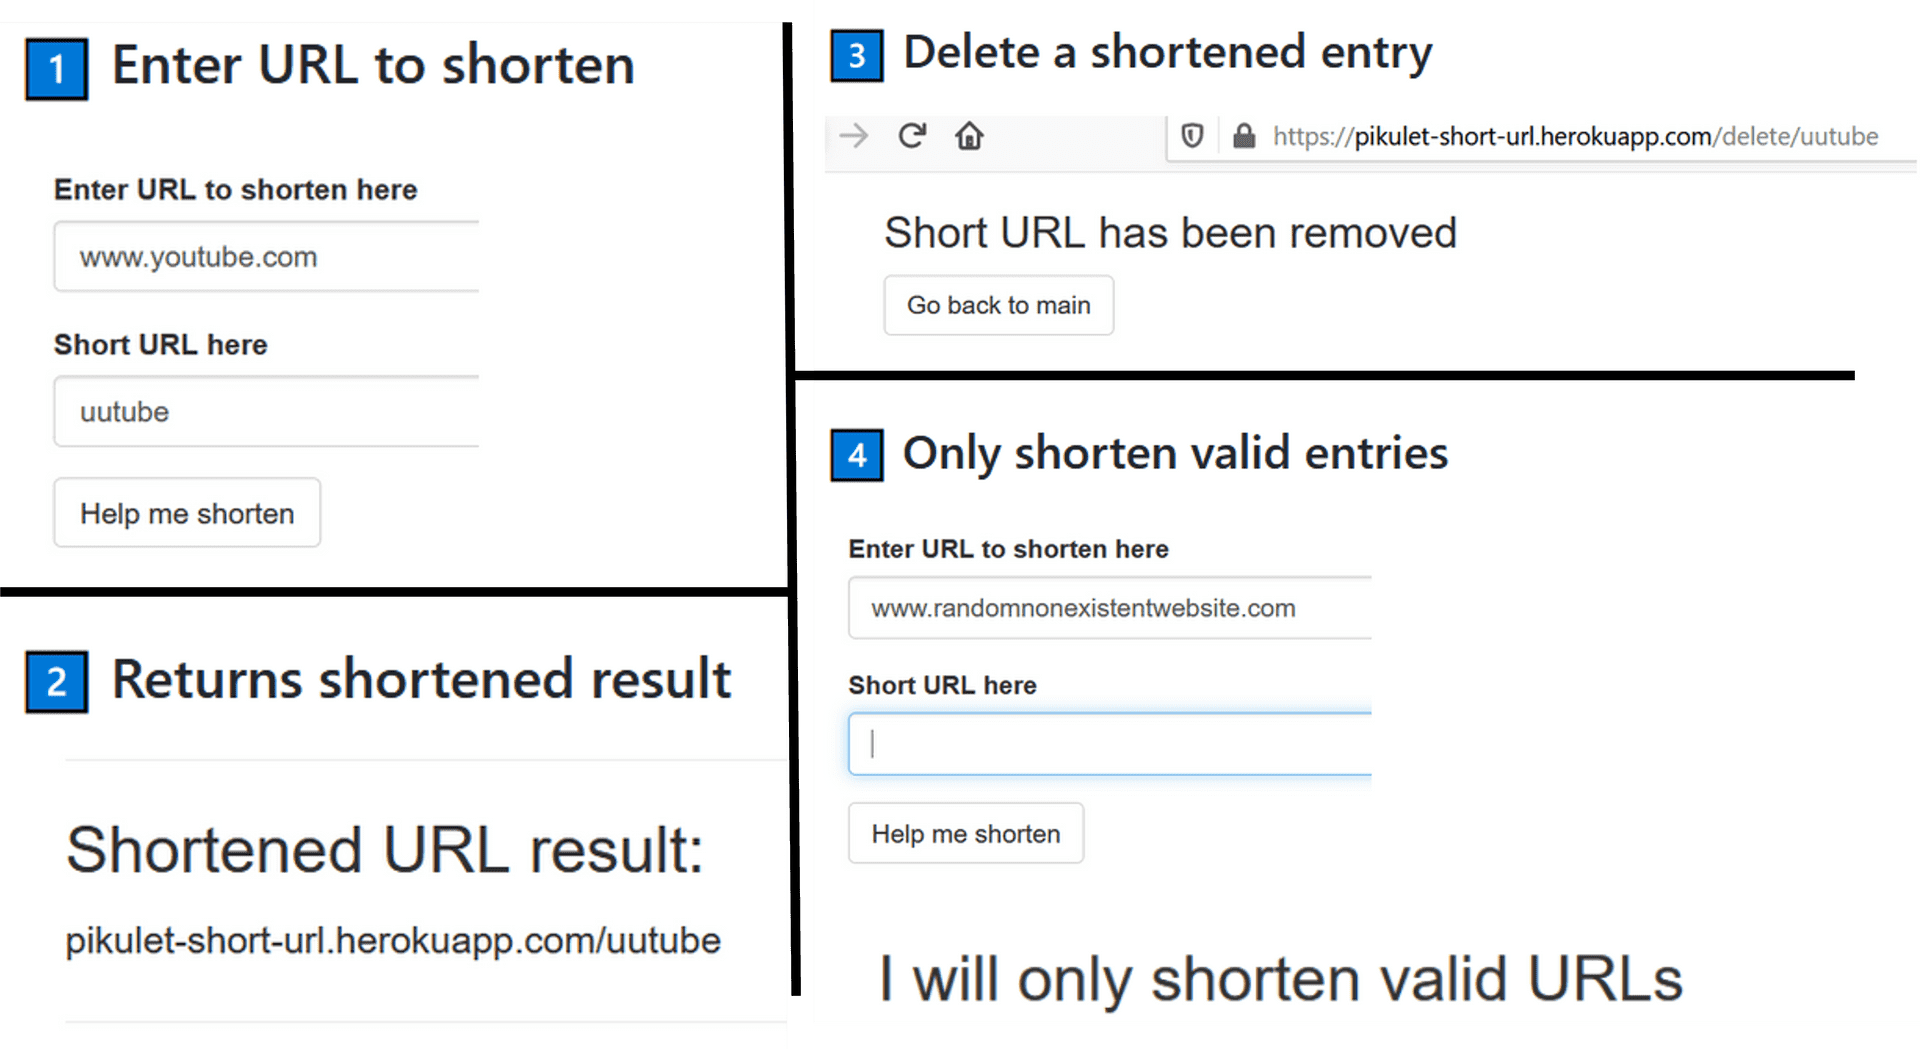 1 Enter URL to shorten
Enter URL to shorten here
www.youtube.com
Short URL here
uutube
Help me shorten
2 Returns shortened result
Shortened URL result:
pikulet-short-url.herokuapp.com/uutube
3 Delete a shortened entry
https://pikulet-short-url.herokuapp.com/delete/uutube
Short URL has been removed
Go back to main
4 Only shorten valid entries
Enter URL to shorten here
www.randomnonexistentwebsite.com
Short URL here
Help me shorten
I will only shorten valid URLs